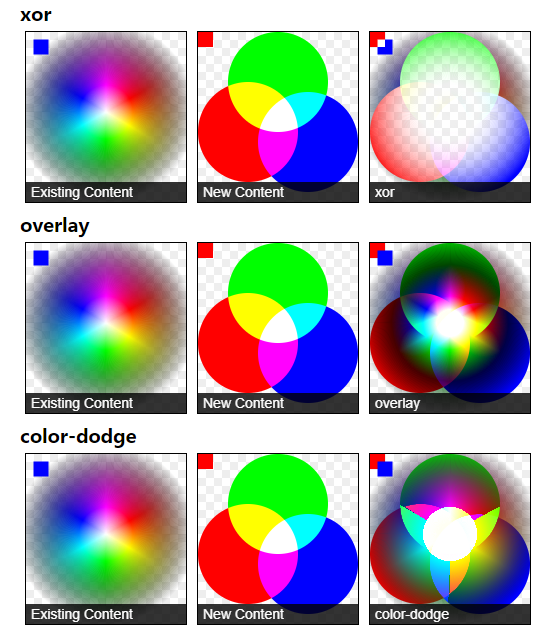 xor
Existing Content
New Content
xor
overlay
Existing Content
New Content
overlay
color-dodge
Existing Content
New Content
color-dodge